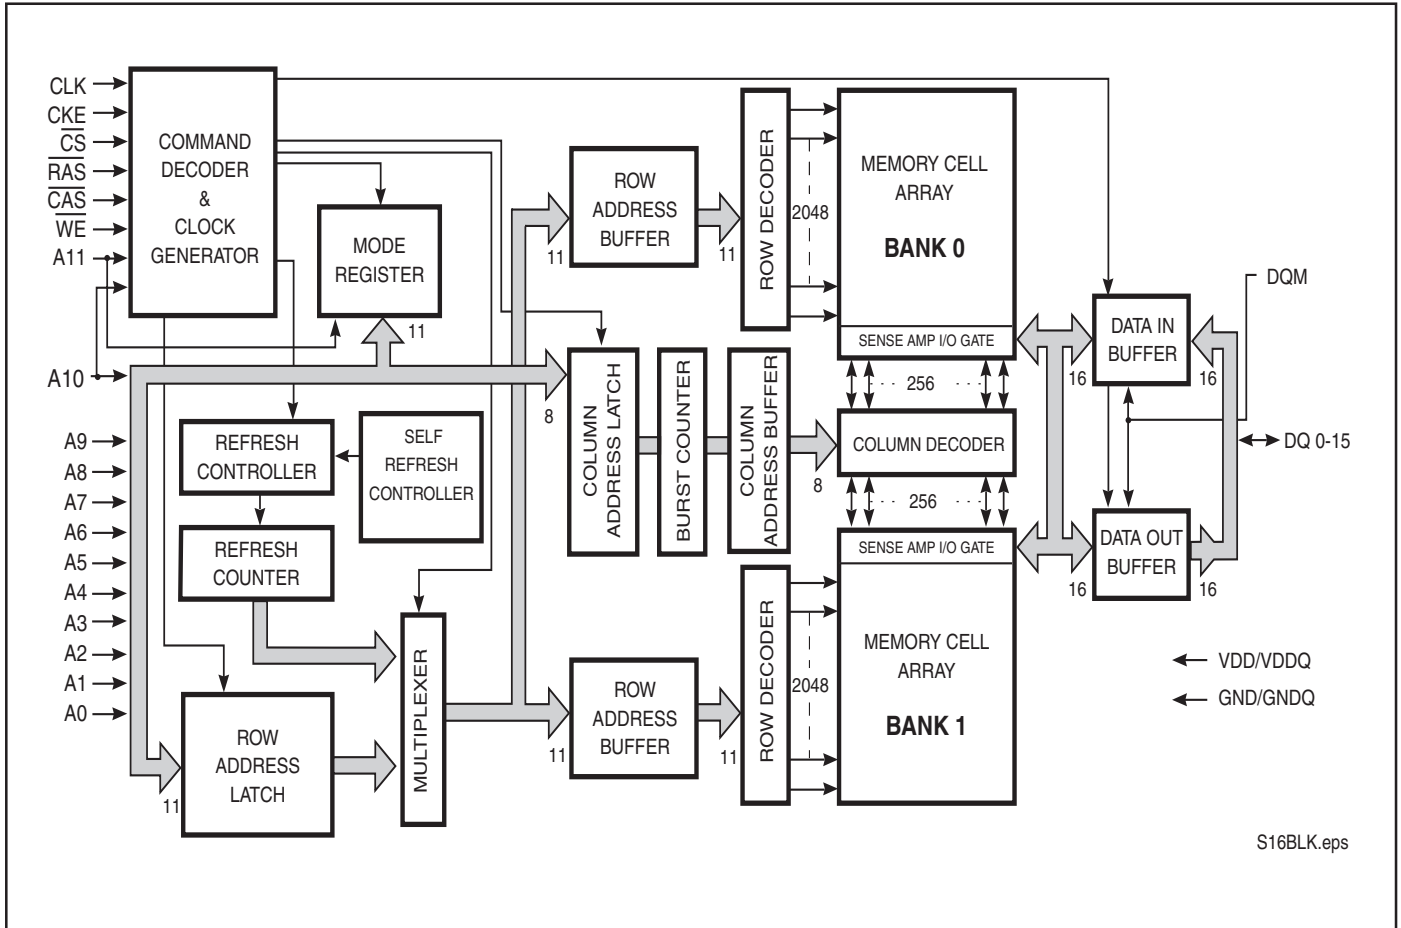 CLK
CKE
CS
RAS
CAS
WE
A11
A10
A9
A8
A7
A6
A5
A4
A3
A2
A1
A0
COMMAND
DECODER
&
CLOCK
GENERATOR
MODE
REGISTER
11
REFRESH
CONTROLLER
SELF
REFRESH
CONTROLLER
REFRESH
COUNTER
ROW
ADDRESS
LATCH
11
MULTIPLEXER
ROW
ADDRESS
BUFFER
11
11
8
COLUMN
ADDRESS LATCH
BURST COUNTER
COLUMN
ADDRESS BUFFER
8
ROW
ADDRESS
BUFFER
11
11
ROW DECODER
2048
MEMORY CELL
ARRAY
BANK 0
SENSE AMP I/O GATE
256
COLUMN DECODER
256
SENSE AMP I/O GATE
ROW DECODER
2048
MEMORY CELL
ARRAY
BANK 1
DQM
DATA IN
BUFFER
16
16
DQ 0-15
DATA OUT
BUFFER
16
16
VDD/VDDQ
GND/GNDQ
S16BLK.eps